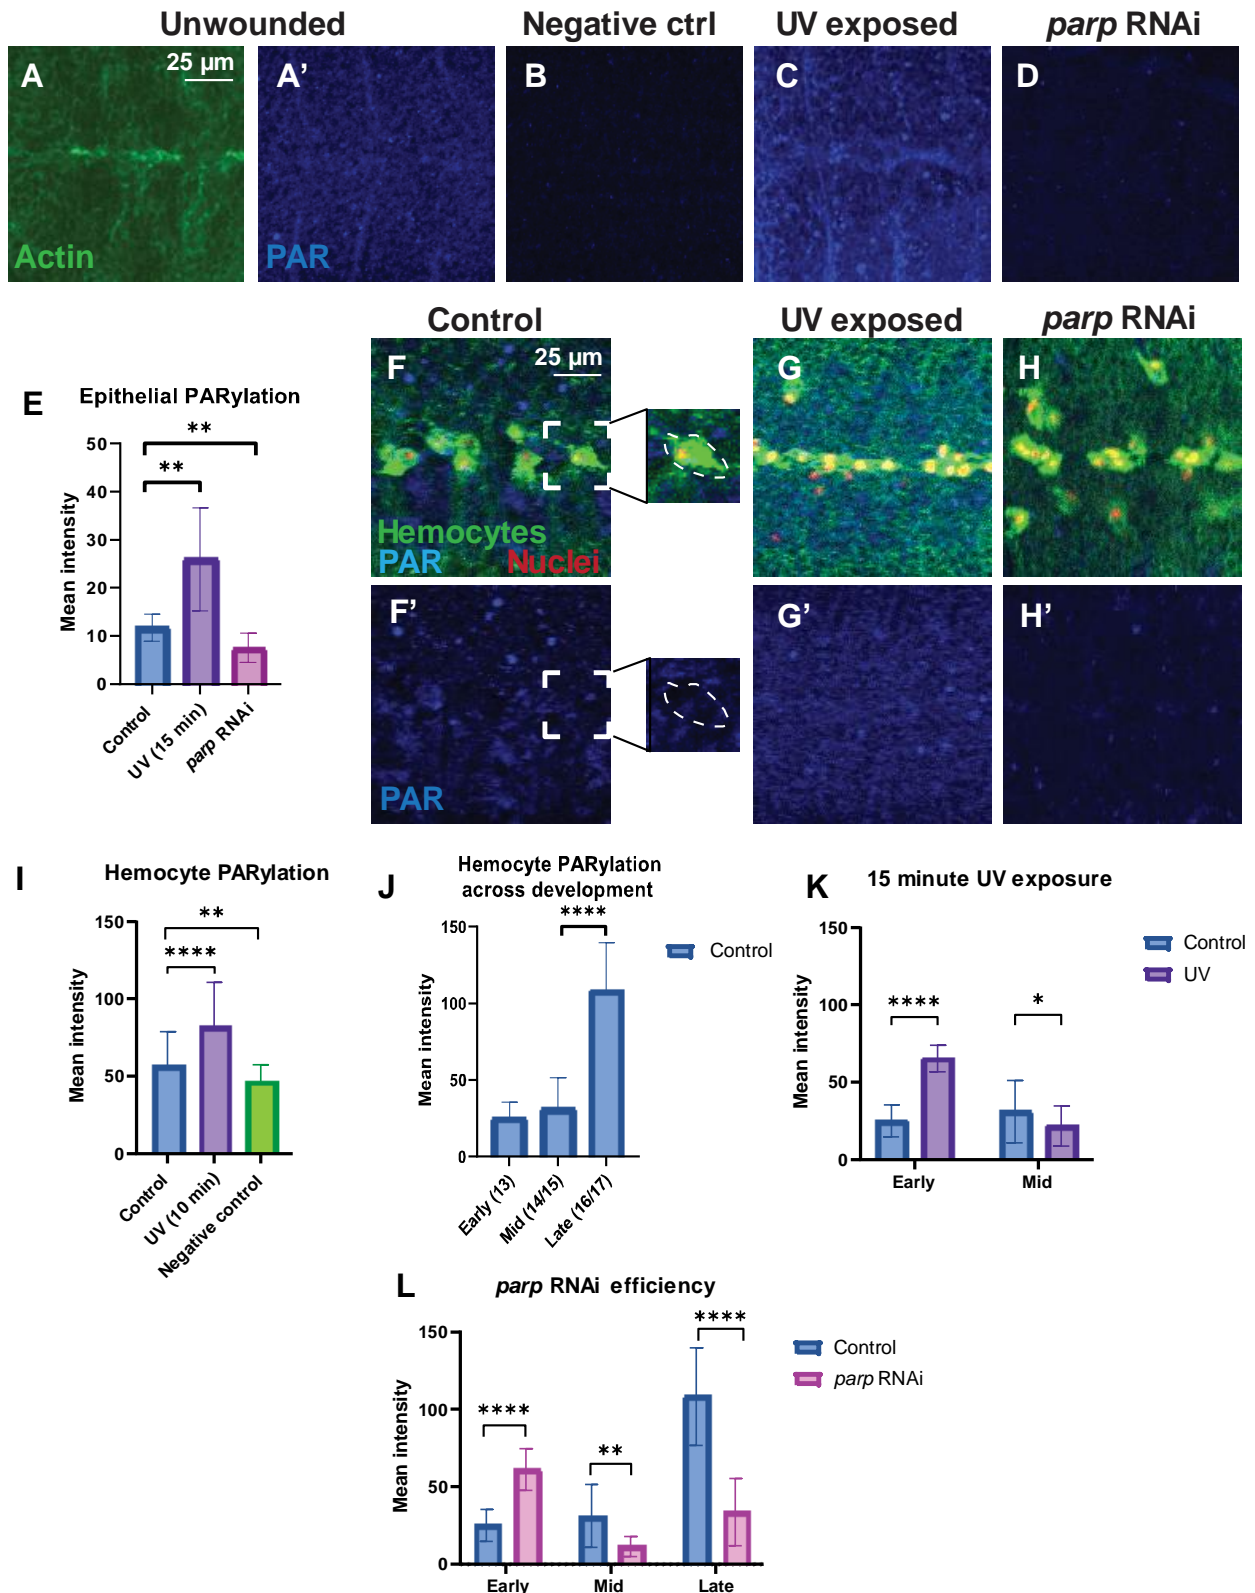 Unwounded
Negative ctrl
UV exposed
parp RNAi
A
25 µm
Actin
A'
PAR
B
C
D
Control
UV exposed
parp RNAi
E
Epithelial PARylation
**
**
Mean intensity
50
40
30
20
10
0
Control
UV (15 min)
parp RNAi
F
25 µm
Hemocytes
PAR
Nuclei
G
H
F'
PAR
G'
H'
I
Hemocyte PARylation
**
****
Mean intensity
150
100
50
0
Control
UV (10 min)
Negative control
J
Hemocyte PARylation
across development
****
Mean intensity
150
100
50
0
Early (13)
Mid (14/15)
Late (16/17)
Control
K
15 minute UV exposure
****
*
Mean intensity
150
100
50
0
Early
Mid
Control
UV
L
parp RNAi efficiency
****
**
****
Mean intensity
150
100
50
0
Early
Mid
Late
Control
parp RNAi